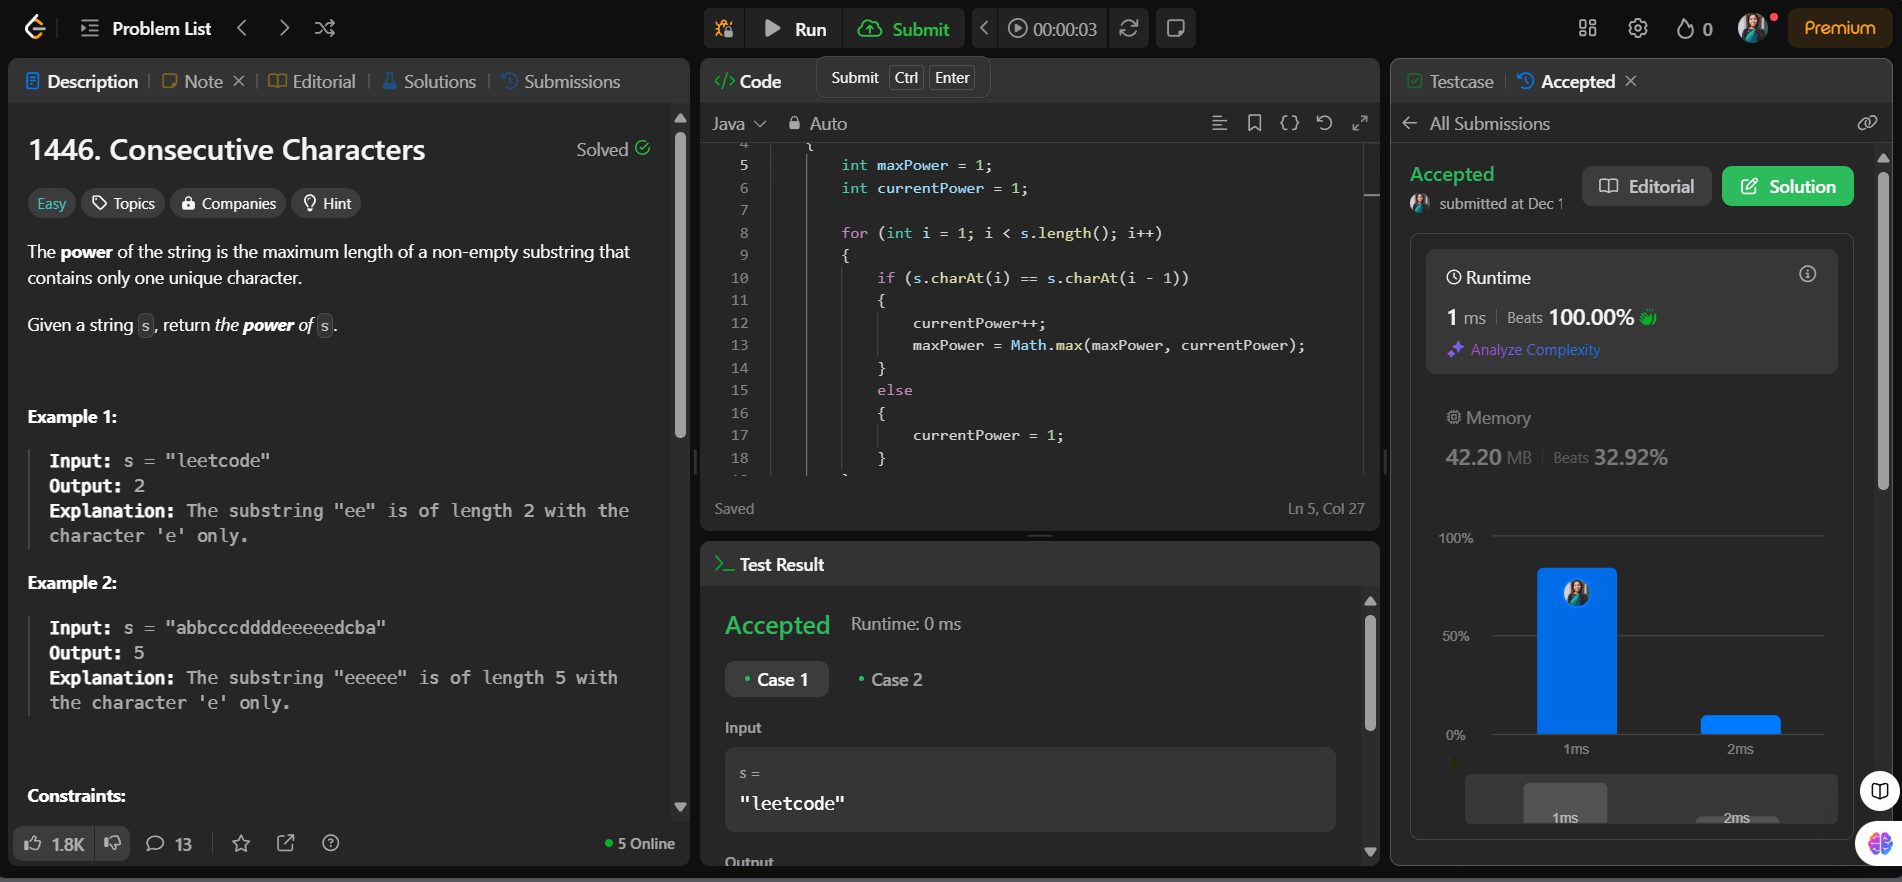 Problem List
Run
Submit
00:00:03
0
Premium
Description
Note
Editorial
Solutions
Submissions
1446. Consecutive Characters
Solved
Easy
Topics
Companies
Hint
The power of the string is the maximum length of a non-empty substring that
contains only one unique character.
Given a string s, return the power of s.
Example 1:
Input: s = "leetcode"
Output: 2
Explanation: The substring "ee" is of length 2 with the
character 'e' only.
Example 2:
Input: s = "abbcccddddeeeeedcba"
Output: 5
Explanation: The substring "eeeee" is of length 5 with
the character 'e' only.
Constraints:
1.8K
13
5 Online
</> Code
Submit Ctrl Enter
Java
Auto
4 {
5 int maxPower = 1;
6 int currentPower = 1;
7
8 for (int i = 1; i < s.length(); i++)
9 {
10 if (s.charAt(i) == s.charAt(i - 1))
11 {
12 currentPower++;
13 maxPower = Math.max(maxPower, currentPower);
14 }
15 else
16 {
17 currentPower = 1;
18 }
Saved
Ln 5, Col 27
Test Result
Accepted
Runtime: 0 ms
Case 1
Case 2
Input
s =
"leetcode"
Output
Testcase
Accepted
All Submissions
Accepted
submitted at Dec 1
Editorial
Solution
Runtime
1 ms
Beats 100.00%
Analyze Complexity
Memory
42.20 MB
Beats 32.92%
100%
50%
0%
1ms
2ms
1ms
2ms